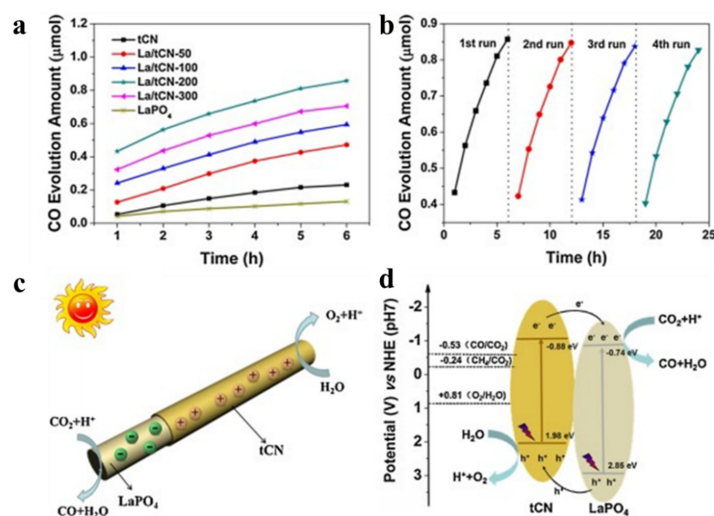 a
CO Evolution Amount (μmol)
1.0
0.8
0.6
0.4
0.2
0.0
tCN
La/tCN-50
La/tCN-100
La/tCN-200
La/tCN-300
LaPO4
1 2 3 4 5 6
Time (h)
b
CO Evolution Amount (μmol)
0.9
0.8
0.7
0.6
0.5
0.4
1st run 2nd run 3rd run 4th run
0 5 10 15 20 25
Time (h)
c
O2+H+
H2O
CO2+H+
tCN
LaPO4
CO+H2O
d
Potential (V) vs NHE (pH7)
-2
-1
0
1
2
3
-0.53 (CO/CO2)
-0.24 (CH4/CO2)
+0.81 (O2/H2O)
e-
e- e-
e- e- e-
-0.88 eV
-0.74 eV
CO2+H+
CO+H2O
H2O
1.98 eV
2.86 eV
h+ h+ h+
h+ h+ h+
H++O2
h+
tCN
LaPO4